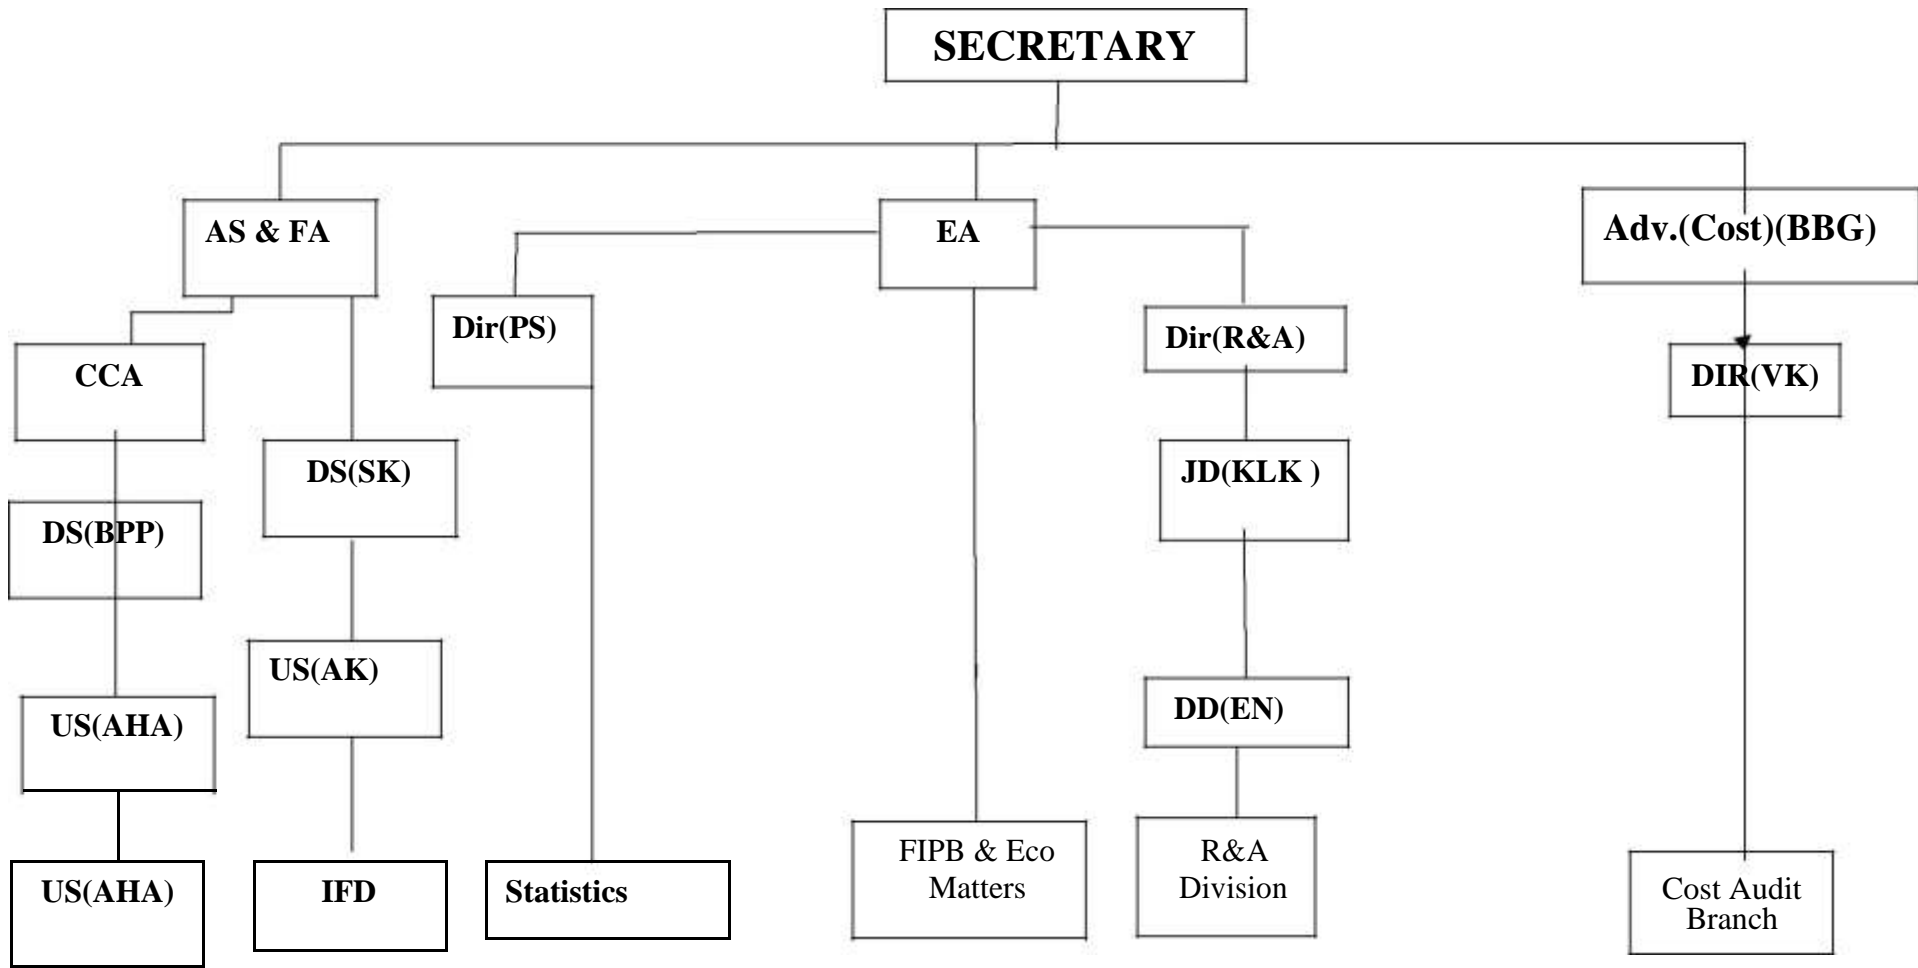 SECRETARY
AS & FA
EA
Adv.(Cost)(BBG)
Dir(PS)
Dir(R&A)
CCA
DIR(VK)
DS(SK)
JD(KLK )
DS(BPP)
US(AK)
DD(EN)
US(AHA)
FIPB & Eco
Matters
R&A
Division
US(AHA)
IFD
Statistics
Cost Audit
Branch